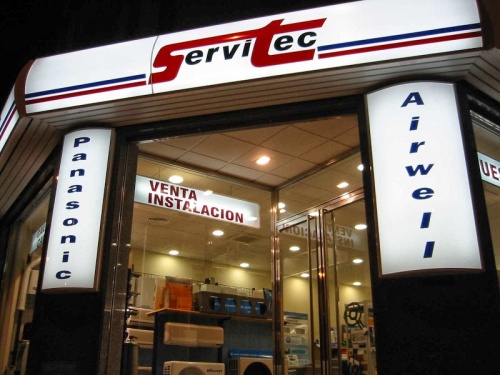 ServiTec
Panasonic
Airwell
VENTA
INSTALACION